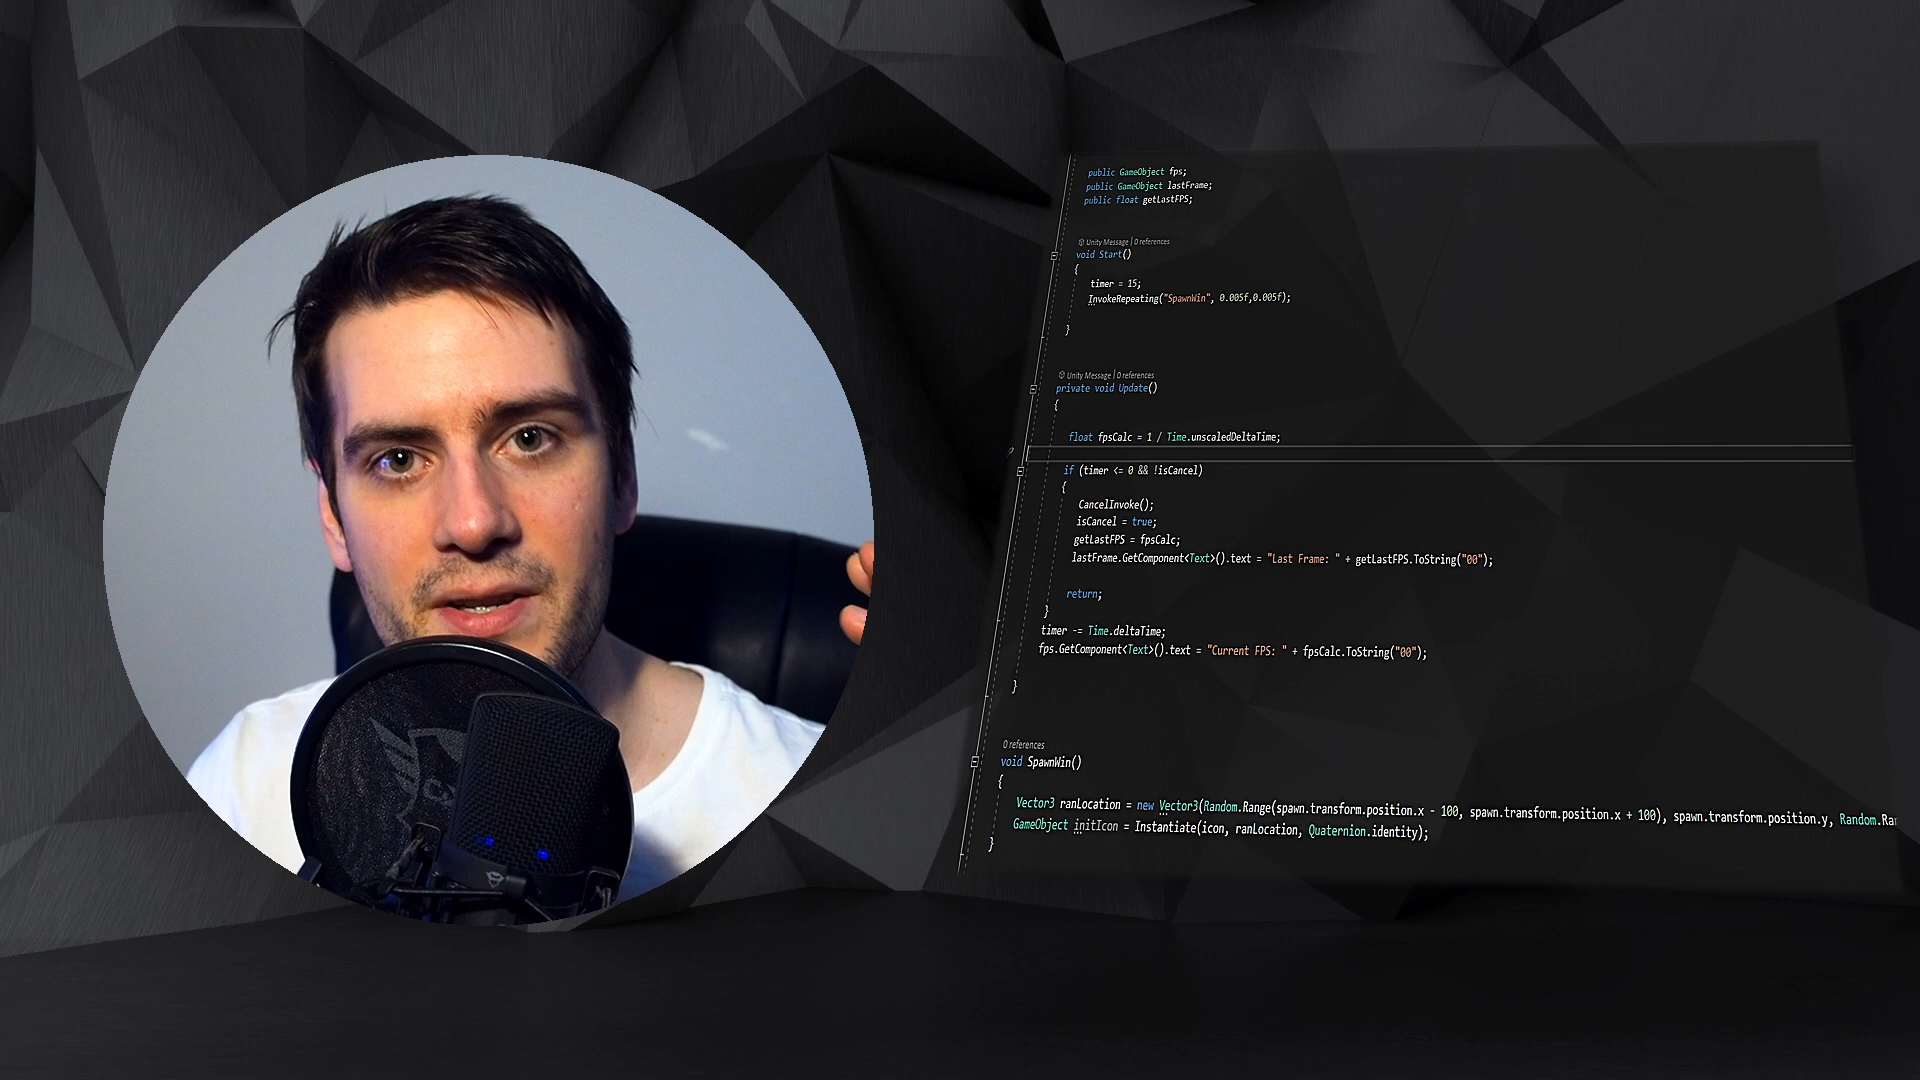 public GameObject fps;
public GameObject lastFrame;
public float getLastFPS;
Unity Message | 0 references
void Start()
{
timer = 15;
InvokeRepeating("SpawnWin", 0.005f,0.005f);
}
Unity Message | 0 references
private void Update()
{
float fpsCalc = 1 / Time.unscaledDeltaTime;
if (timer <= 0 && !isCancel)
{
CancelInvoke();
isCancel = true;
getLastFPS = fpsCalc;
lastFrame.GetComponent<Text>().text = "Last Frame: " + getLastFPS.ToString("00");
return;
}
timer -= Time.deltaTime;
fps.GetComponent<Text>().text = "Current FPS: " + fpsCalc.ToString("00");
}
0 references
void SpawnWin()
{
Vector3 ranLocation = new Vector3(Random.Range(spawn.transform.position.x - 100, spawn.transform.position.x + 100), spawn.transform.position.y, Random.Ra
GameObject initIcon = Instantiate(icon, ranLocation, Quaternion.identity);
}